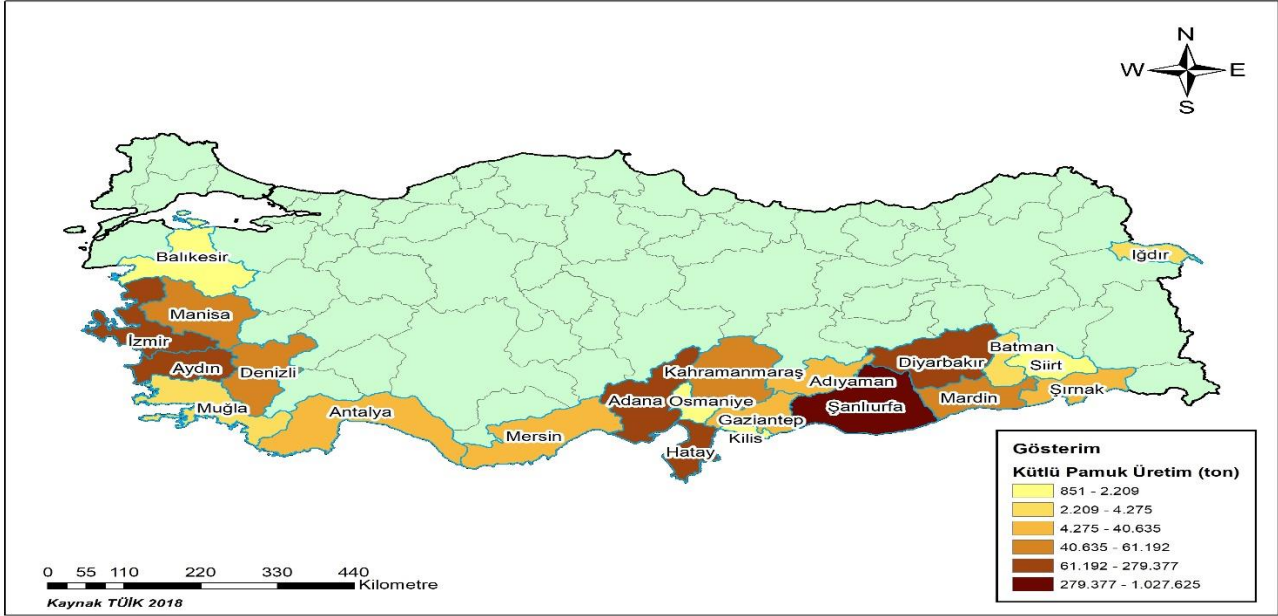 N
W E
S
Balıkesir
Iğdır
Manisa
İzmir
Batman
Diyarbakır
Siirt
Aydın
Denizli
Kahramanmaraş
Adıyaman
Şırnak
Mardin
Adana
Osmaniye
Şanlıurfa
Muğla
Antalya
Gaziantep
Mersin
Kilis
Hatay
Gösterim
Kütlü Pamuk Üretim (ton)
851 - 2.209
2.209 - 4.275
4.275 - 40.635
40.635 - 61.192
61.192 - 279.377
279.377 - 1.027.625
0 55 110 220 330 440
Kilometre
Kaynak TÜİK 2018